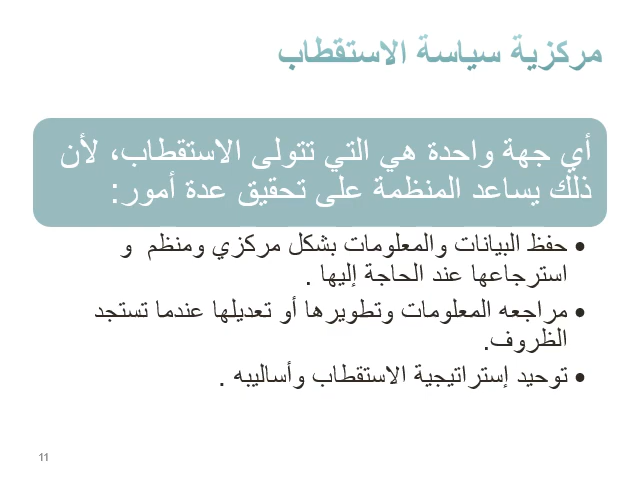 مركزية سياسة الاستقطاب
أي جهة واحدة هي التي تتولى الاستقطاب، لأن
ذلك يساعد المنظمة على تحقيق عدة أمور:
• حفظ البيانات والمعلومات بشكل مركزي ومنظم و
استرجاعها عند الحاجة إليها .
• مراجعه المعلومات وتطويرها أو تعديلها عندما تستجد
الظروف.
• توحيد إستراتيجية الاستقطاب وأساليبه .
11